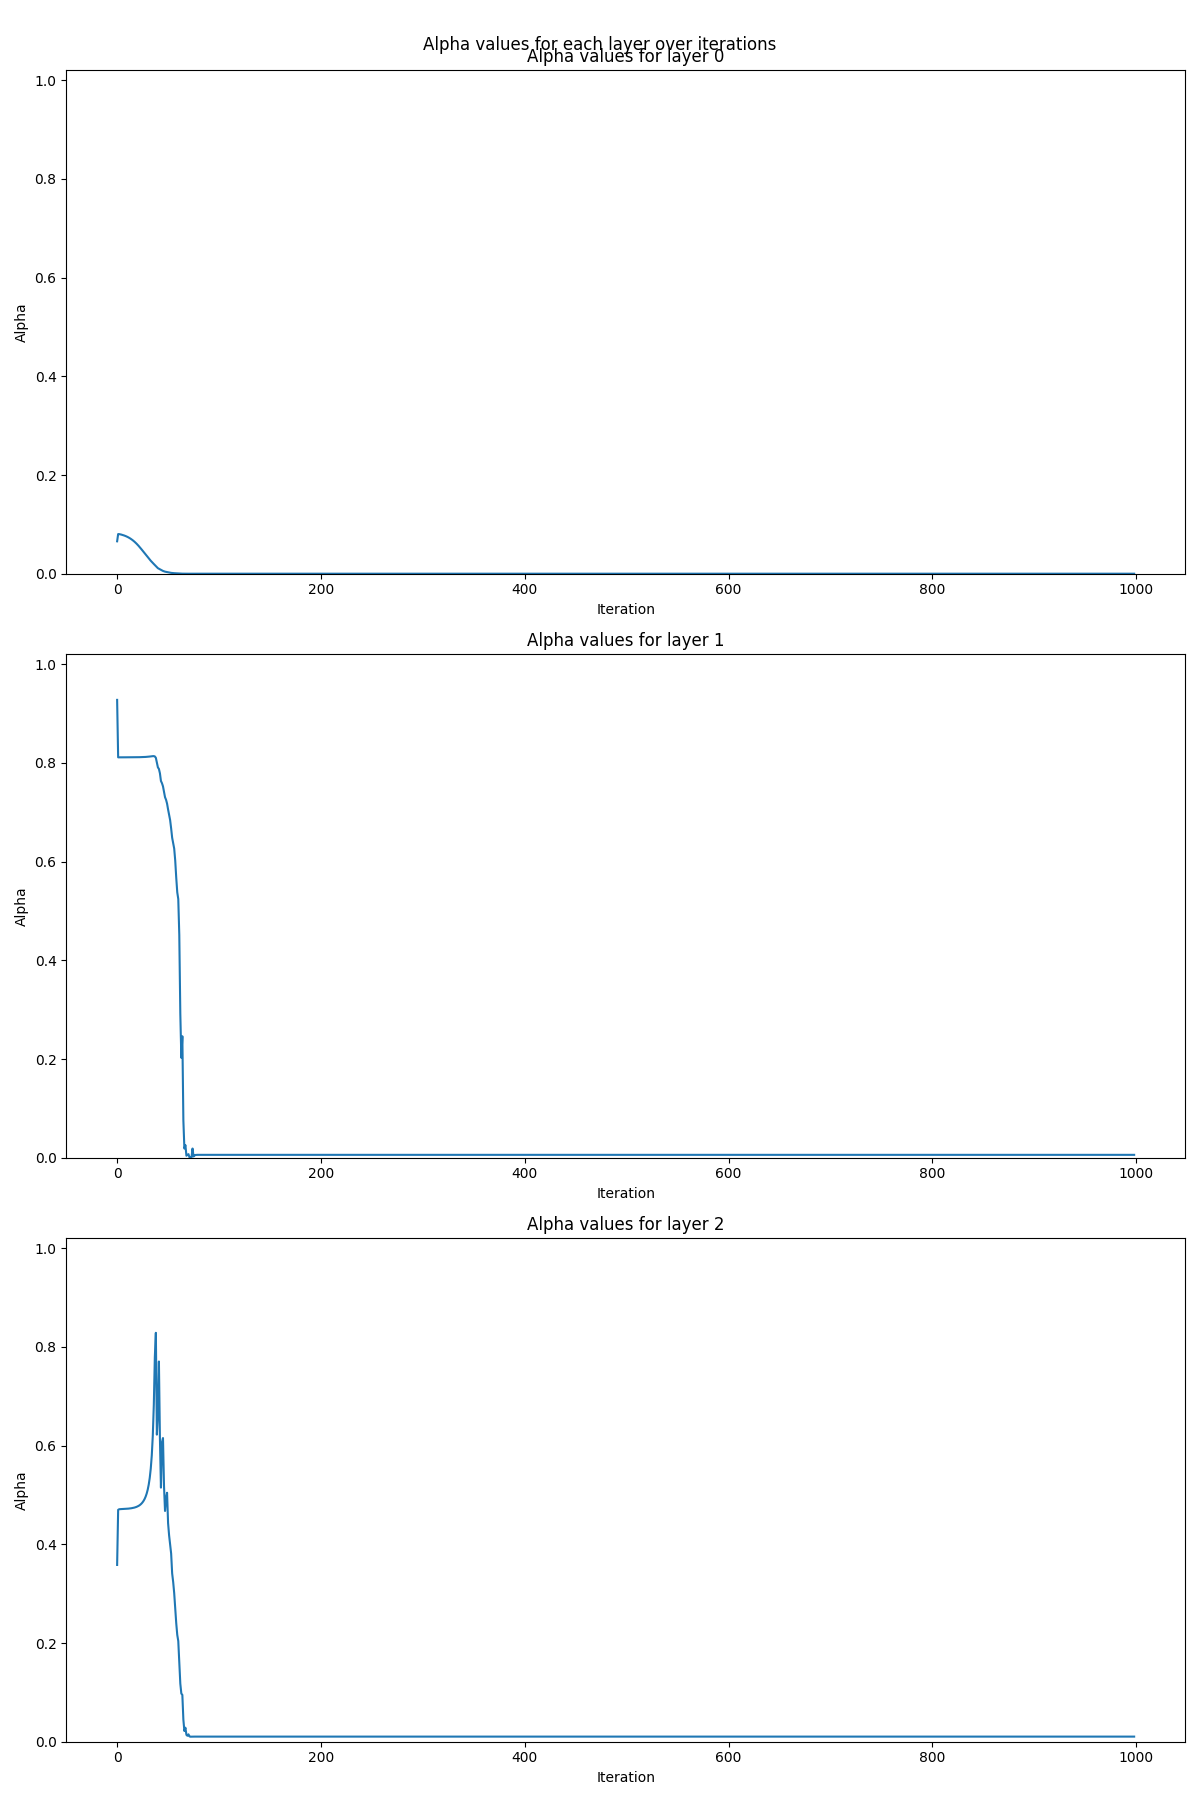 Alpha values for each layer over iterations
Alpha values for layer 0
1.0
0.8
0.6
0.4
0.2
0.0
Alpha
0 200 400 600 800 1000
Iteration
Alpha values for layer 1
1.0
0.8
0.6
0.4
0.2
0.0
Alpha
0 200 400 600 800 1000
Iteration
Alpha values for layer 2
1.0
0.8
0.6
0.4
0.2
0.0
Alpha
0 200 400 600 800 1000
Iteration